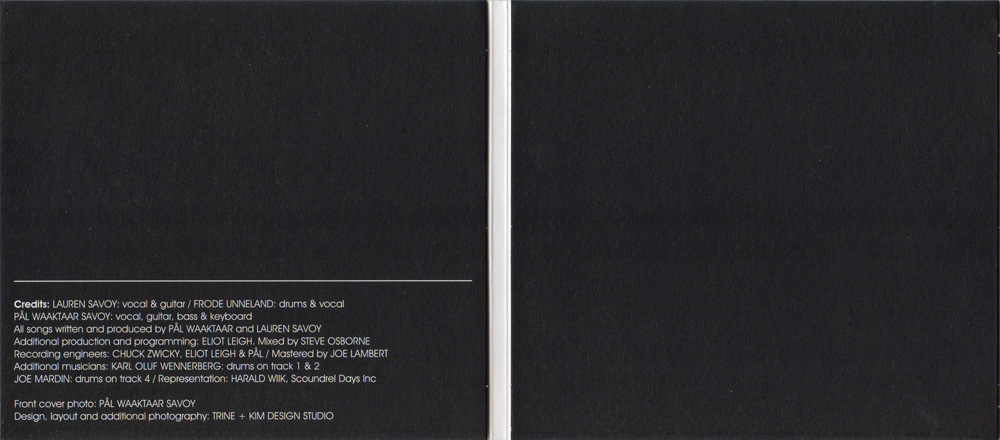 Credits: LAUREN SAVOY: vocal & guitar / FRODE UNNELAND: drums & vocal
PÅL WAAKTAAR SAVOY: vocal, guitar, bass & keyboard
All songs written and produced by PÅL WAAKTAAR and LAUREN SAVOY
Additional production and programming: ELIOT LEIGH. Mixed by STEVE OSBORNE
Recording engineers: CHUCK ZWICKY, ELIOT LEIGH & PÅL / Mastered by JOE LAMBERT
Additional musicians: KARL OLUF WENNERBERG: drums on track 1 & 2
JOE MARDIN: drums on track 4 / Representation: HARALD WIIK, Scoundrel Days Inc
Front cover photo: PÅL WAAKTAAR SAVOY
Design, layout and additional photography: TRINE + KIM DESIGN STUDIO